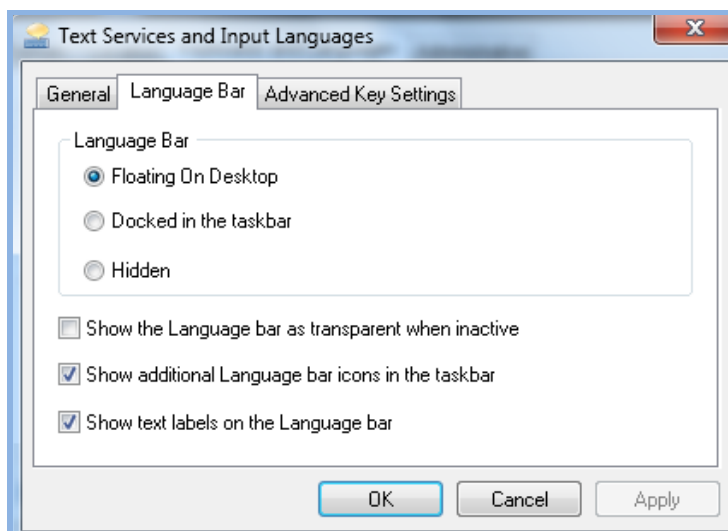 Text Services and Input Languages
General Language Bar Advanced Key Settings
Language Bar
Floating On Desktop
Docked in the taskbar
Hidden
Show the Language bar as transparent when inactive
Show additional Language bar icons in the taskbar
Show text labels on the Language bar
OK Cancel Apply